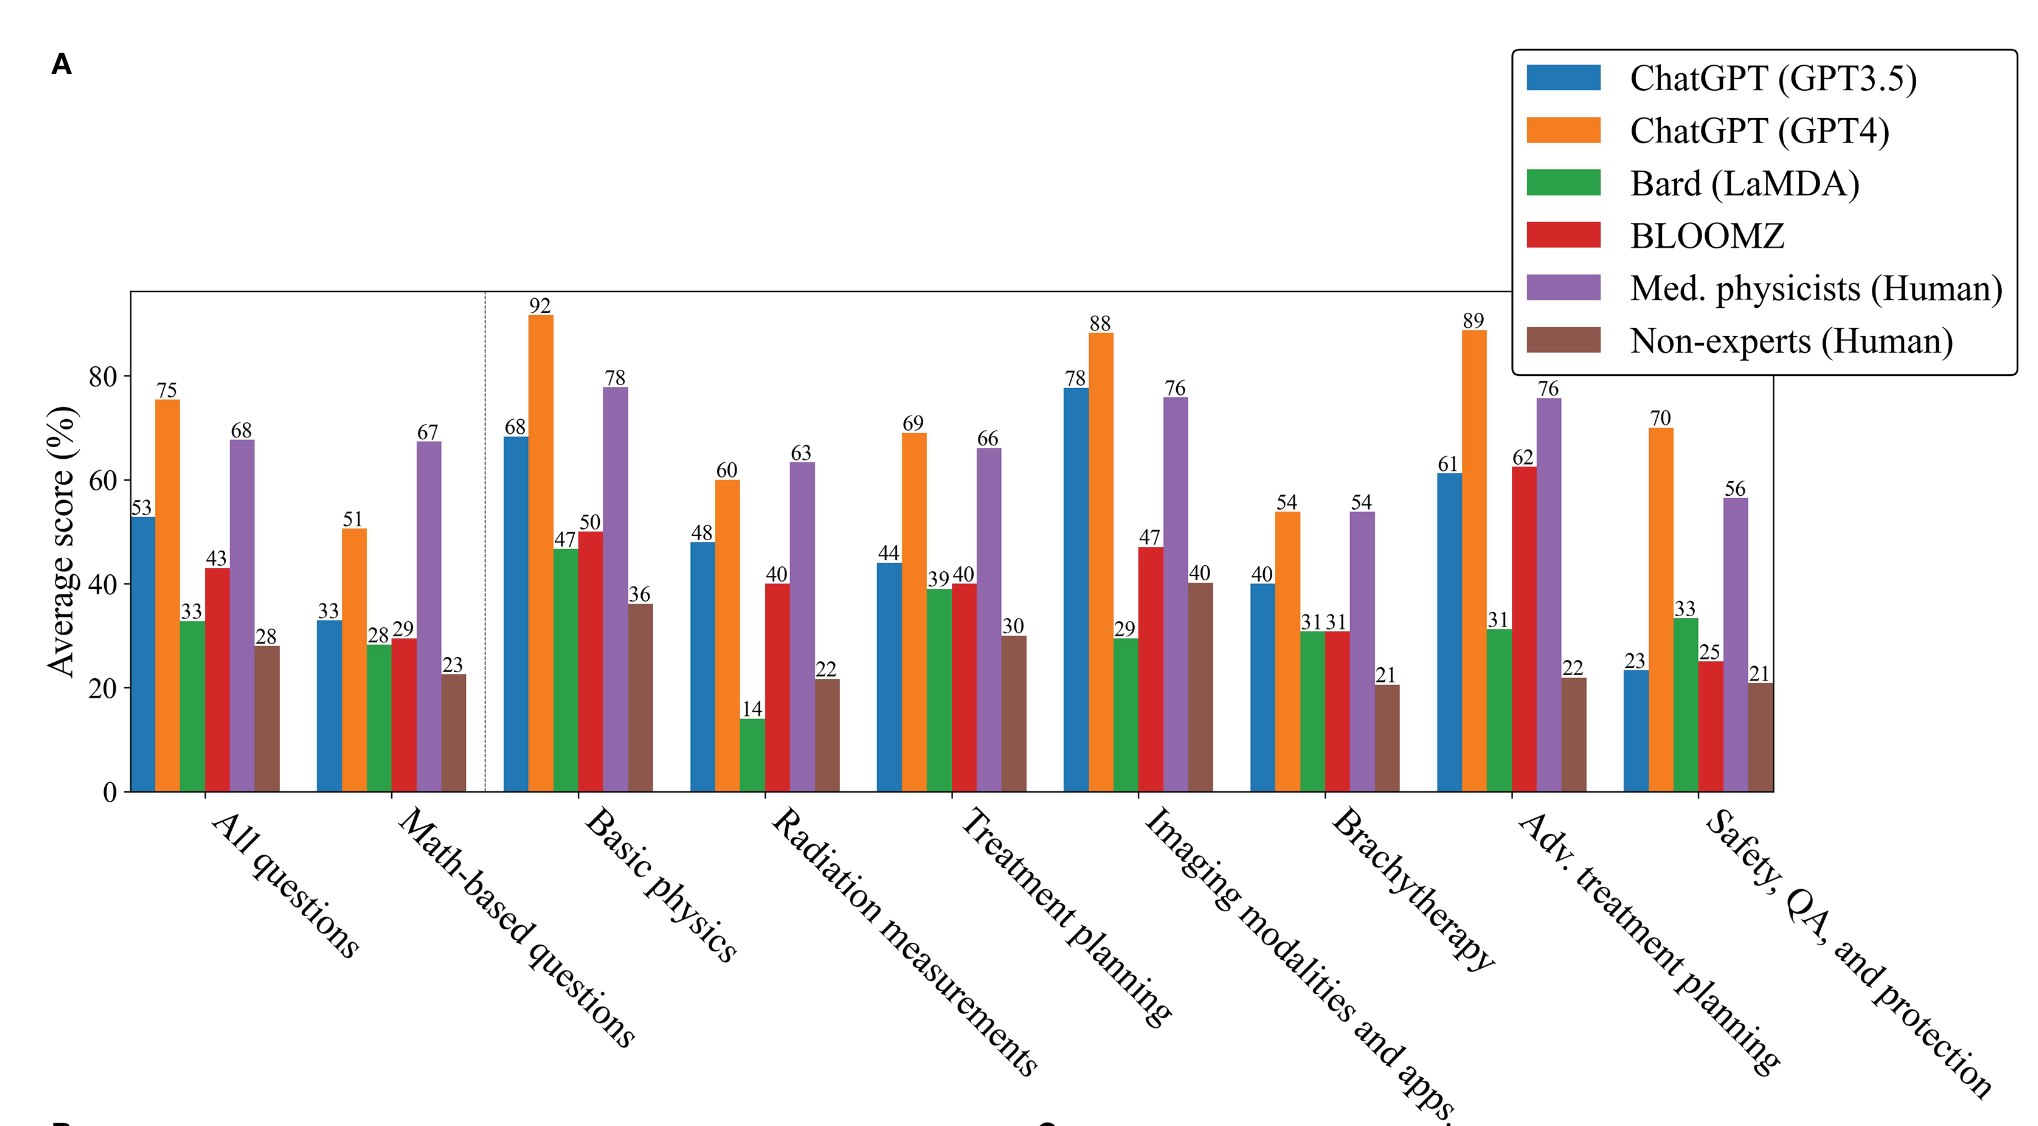 A
ChatGPT (GPT3.5)
ChatGPT (GPT4)
Bard (LaMDA)
BLOOMZ
Med. physicists (Human)
Non-experts (Human)
Average score (%)
80
60
40
20
0
53 75 33 43 68 28
33 51 28 29 67 23
68 92 47 50 78 36
48 60 14 40 63 22
44 69 39 40 66 30
78 88 29 47 76 40
40 54 31 31 54 21
61 89 31 62 76 22
23 70 33 25 56 21
All questions
Math-based questions
Basic physics
Radiation measurements
Treatment planning
Imaging modalities and apps.
Brachytherapy
Adv. treatment planning
Safety, QA, and protection